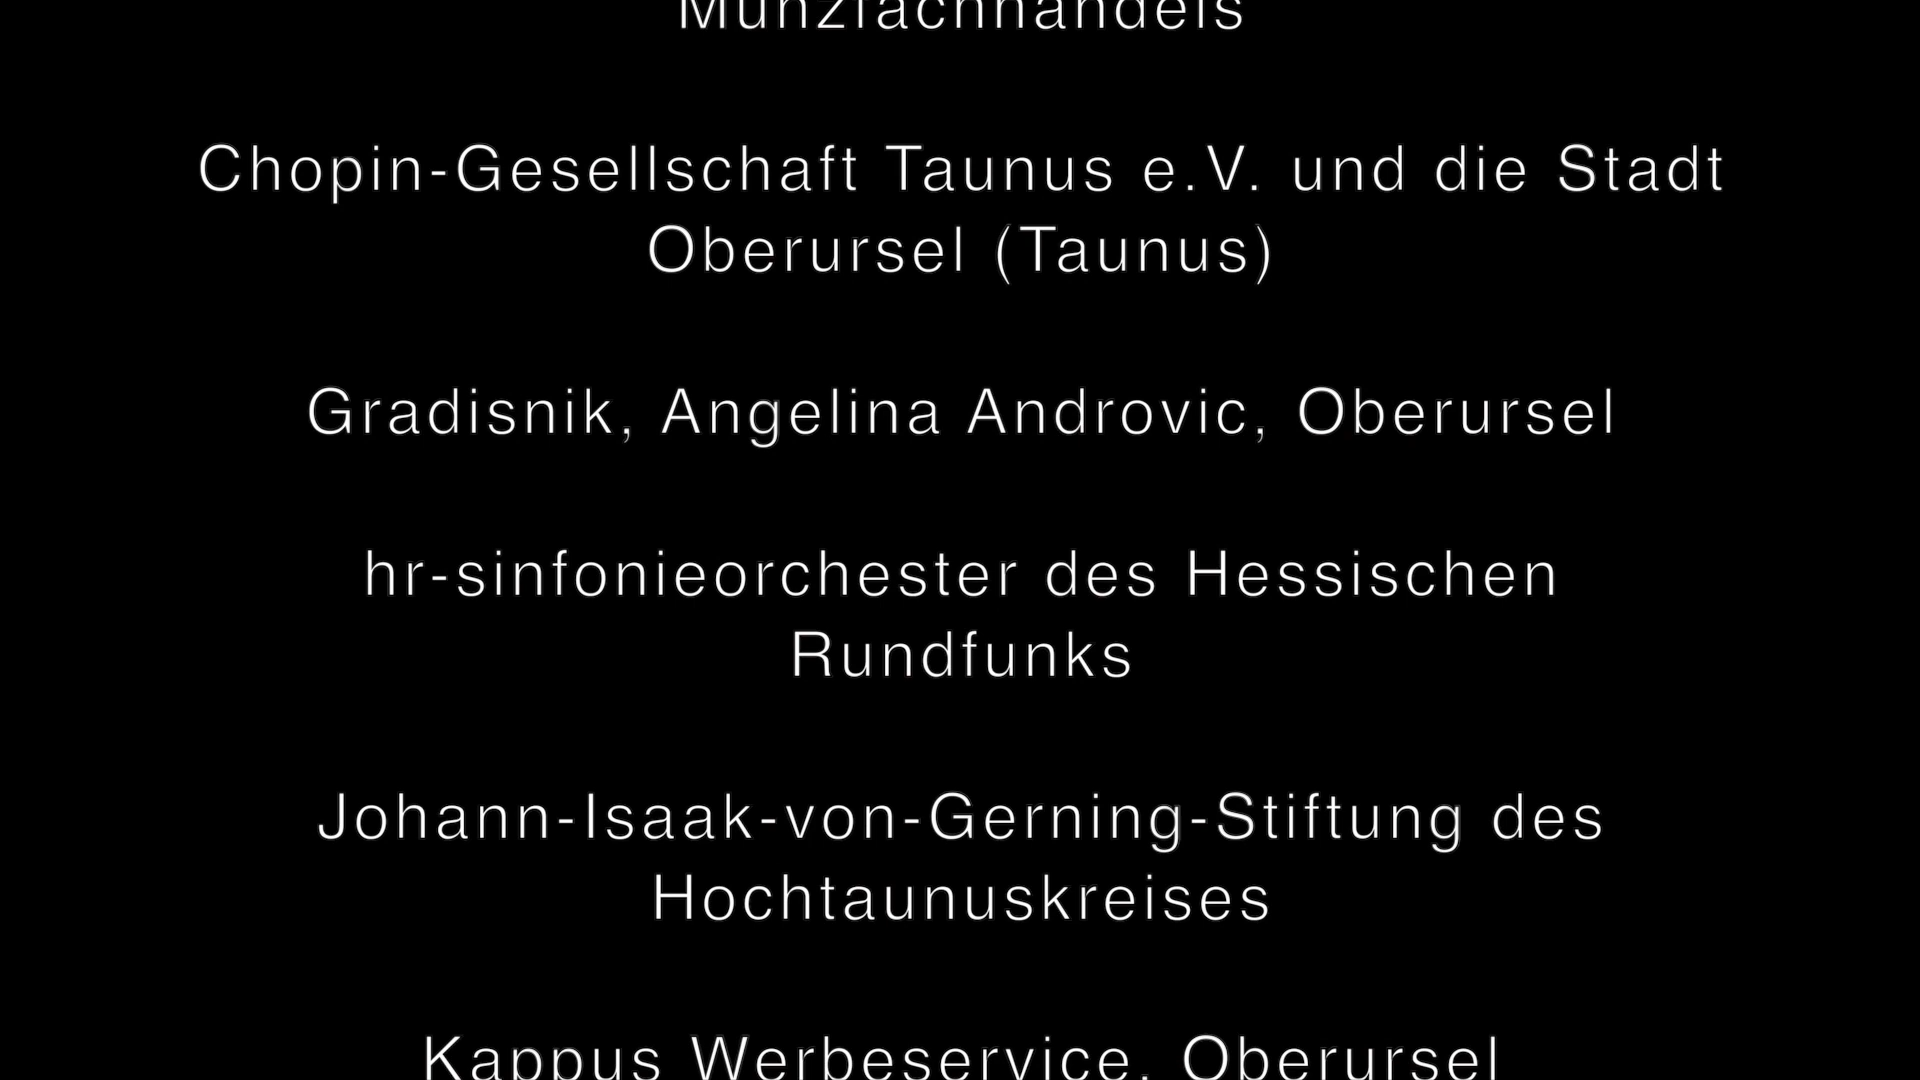 Münzfachhandels
Chopin-Gesellschaft Taunus e.V. und die Stadt
Oberursel (Taunus)
Gradisnik, Angelina Androvic, Oberursel
hr-sinfonieorchester des Hessischen
Rundfunks
Johann-Isaak-von-Gerning-Stiftung des
Hochtaunuskreises
Kappus Werbeservice, Oberursel